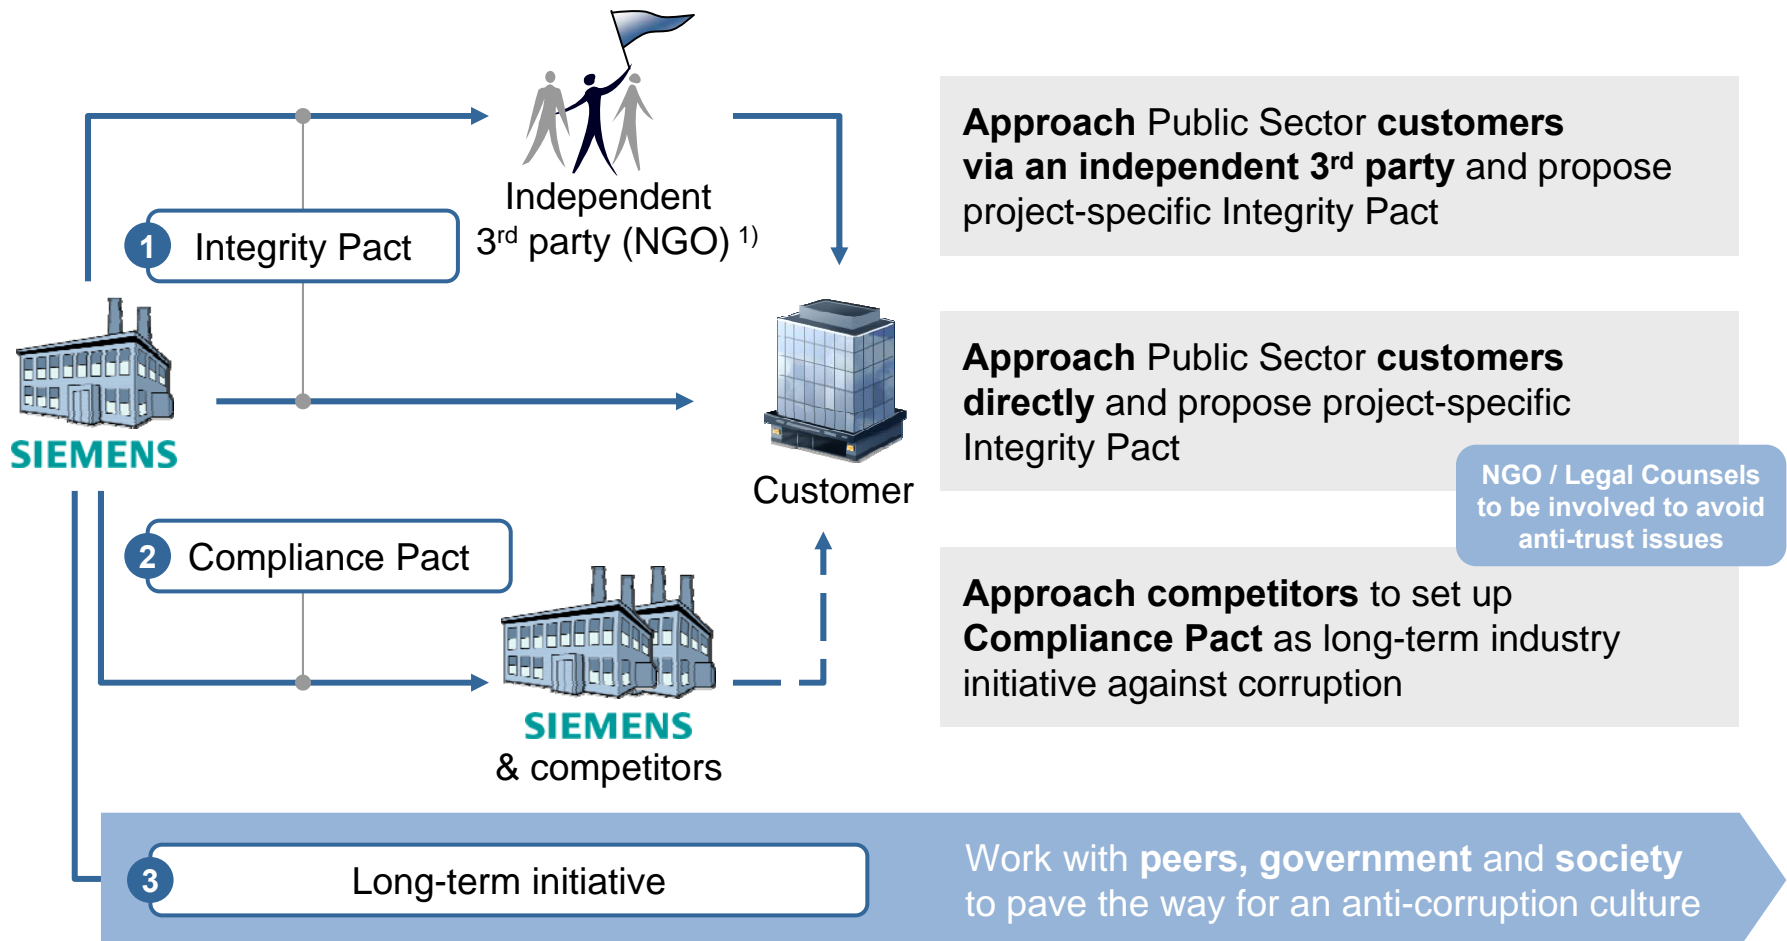 Independent
3rd party (NGO) 1)
1 Integrity Pact
SIEMENS
Customer
2 Compliance Pact
SIEMENS
& competitors
Approach Public Sector customers
via an independent 3rd party and propose
project-specific Integrity Pact
Approach Public Sector customers
directly and propose project-specific
Integrity Pact
NGO / Legal Counsels
to be involved to avoid
anti-trust issues
Approach competitors to set up
Compliance Pact as long-term industry
initiative against corruption
3 Long-term initiative
Work with peers, government and society
to pave the way for an anti-corruption culture